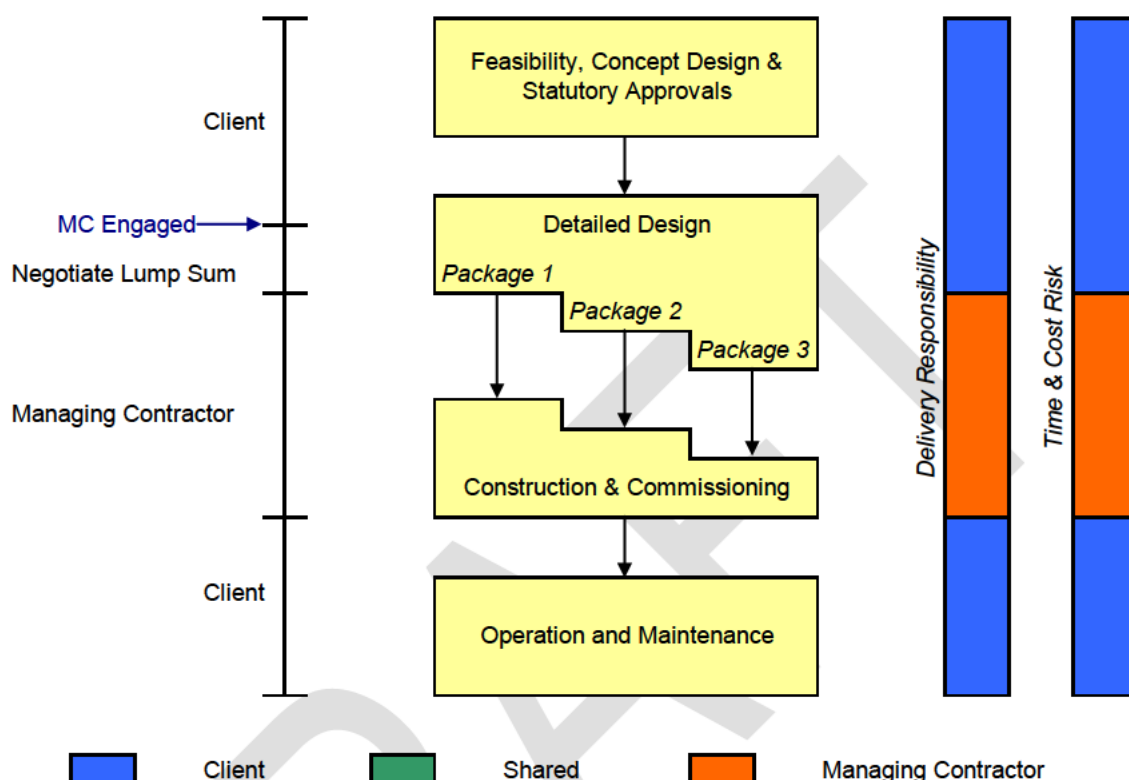 Feasibility, Concept Design &
Statutory Approvals
Client
MC Engaged
Detailed Design
Negotiate Lump Sum
Package 1
Package 2
Package 3
Managing Contractor
Construction & Commissioning
Client
Operation and Maintenance
Delivery Responsibility
Time & Cost Risk
Client
Shared
Managing Contractor
DRAFT